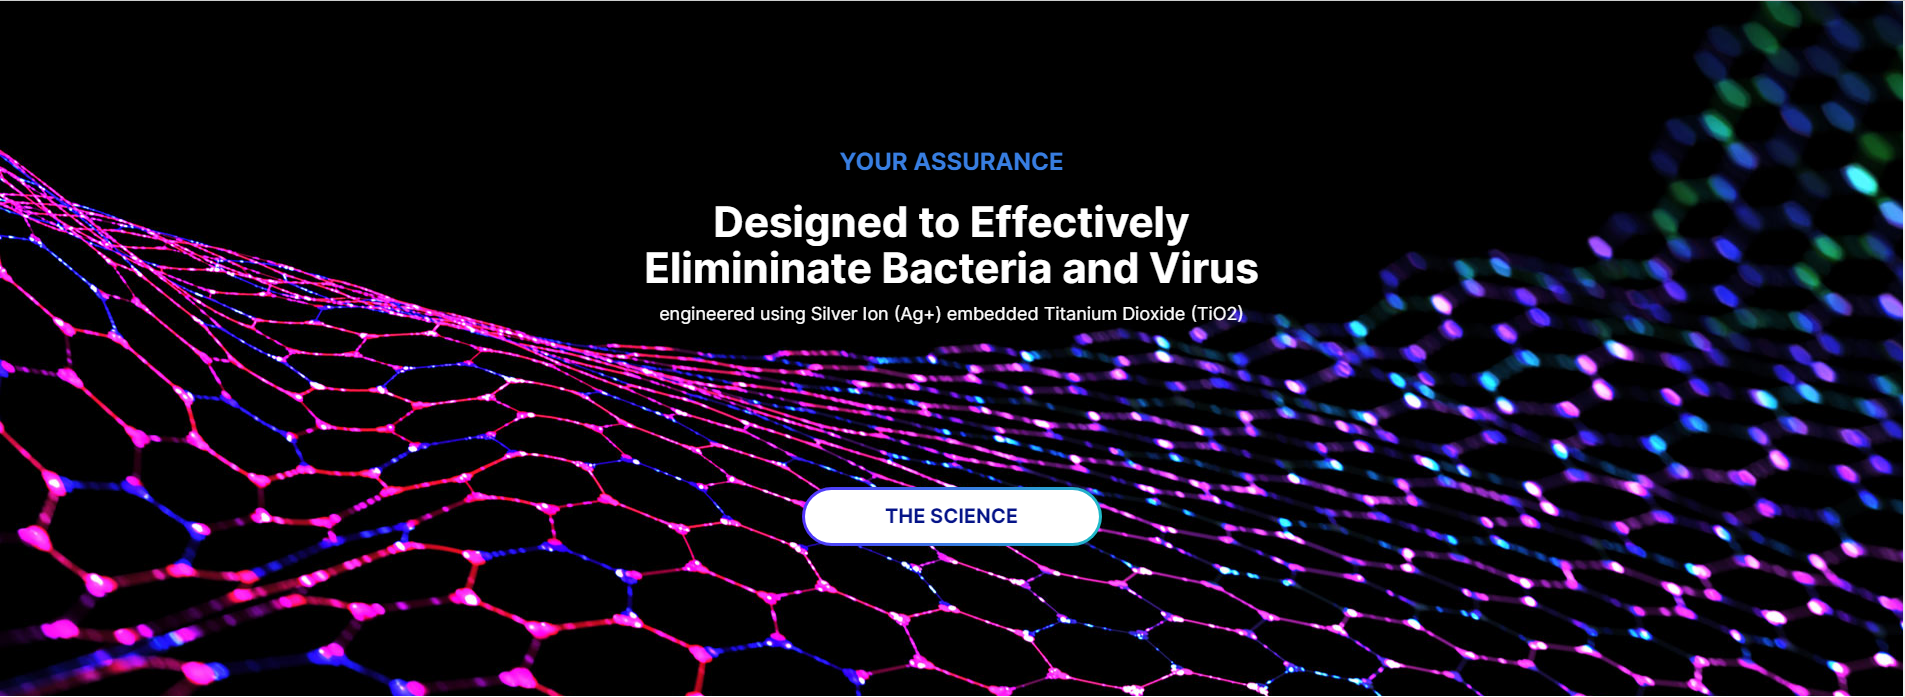 YOUR ASSURANCE
Designed to Effectively
Elimininate Bacteria and Virus
engineered using Silver Ion (Ag+) embedded Titanium Dioxide (TiO2)
THE SCIENCE